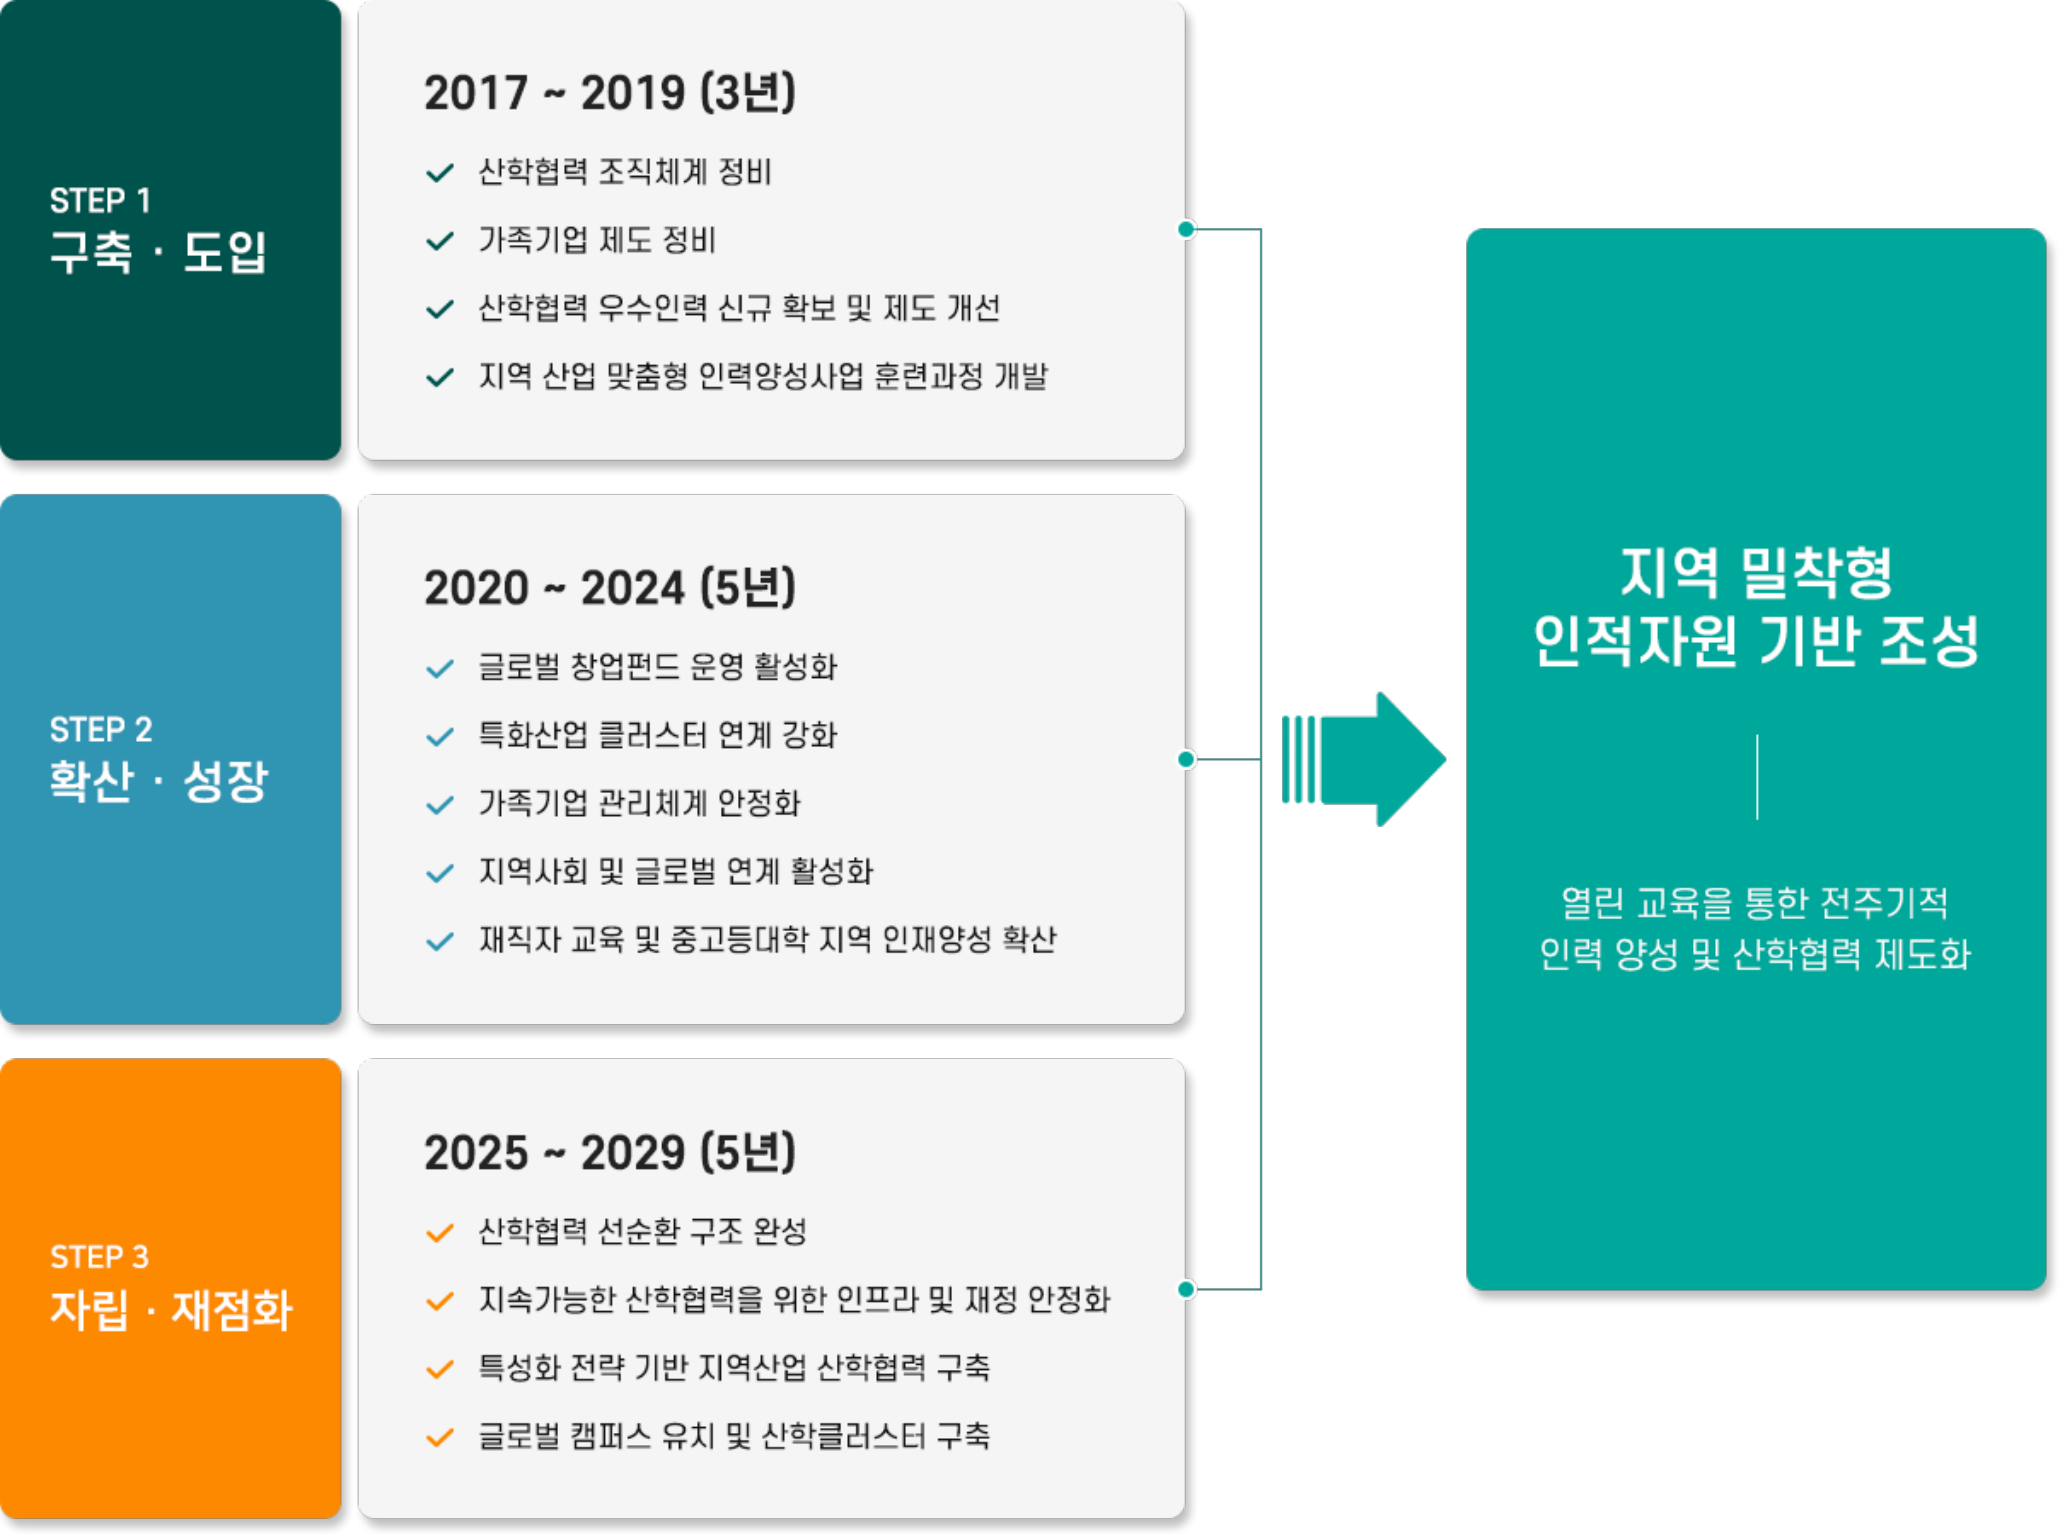 STEP 1
구축 · 도입
2017 ~ 2019 (3년)
산학협력 조직체계 정비
가족기업 제도 정비
산학협력 우수인력 신규 확보 및 제도 개선
지역 산업 맞춤형 인력양성사업 훈련과정 개발
STEP 2
확산 · 성장
2020 ~ 2024 (5년)
글로벌 창업펀드 운영 활성화
특화산업 클러스터 연계 강화
가족기업 관리체계 안정화
지역사회 및 글로벌 연계 활성화
재직자 교육 및 중고등대학 지역 인재양성 확산
STEP 3
자립 · 재점화
2025 ~ 2029 (5년)
산학협력 선순환 구조 완성
지속가능한 산학협력을 위한 인프라 및 재정 안정화
특성화 전략 기반 지역산업 산학협력 구축
글로벌 캠퍼스 유치 및 산학클러스터 구축
지역 밀착형
인적자원 기반 조성
열린 교육을 통한 전주기적
인력 양성 및 산학협력 제도화